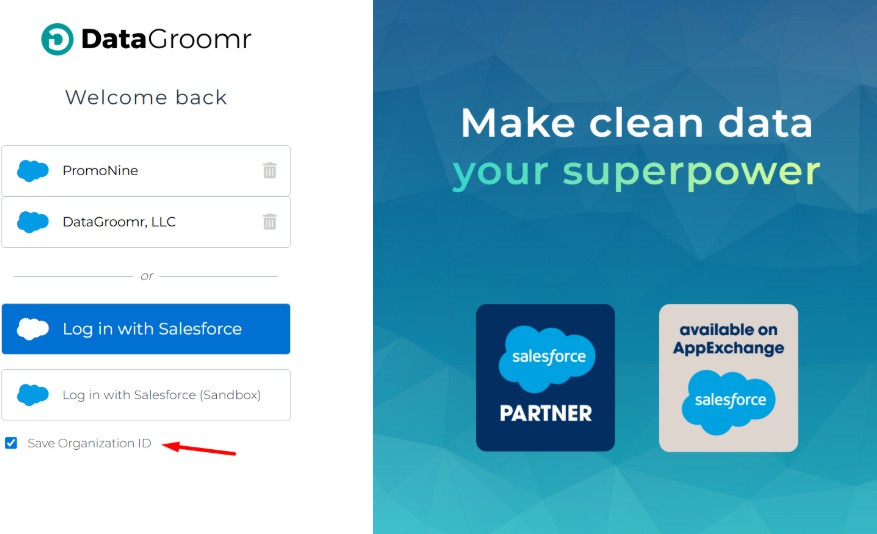 DataGroomr
Welcome back
PromoNine
DataGroomr, LLC
or
Log in with Salesforce
Log in with Salesforce (Sandbox)
Save Organization ID
Make clean data
your superpower
salesforce
PARTNER
available on
AppExchange
salesforce